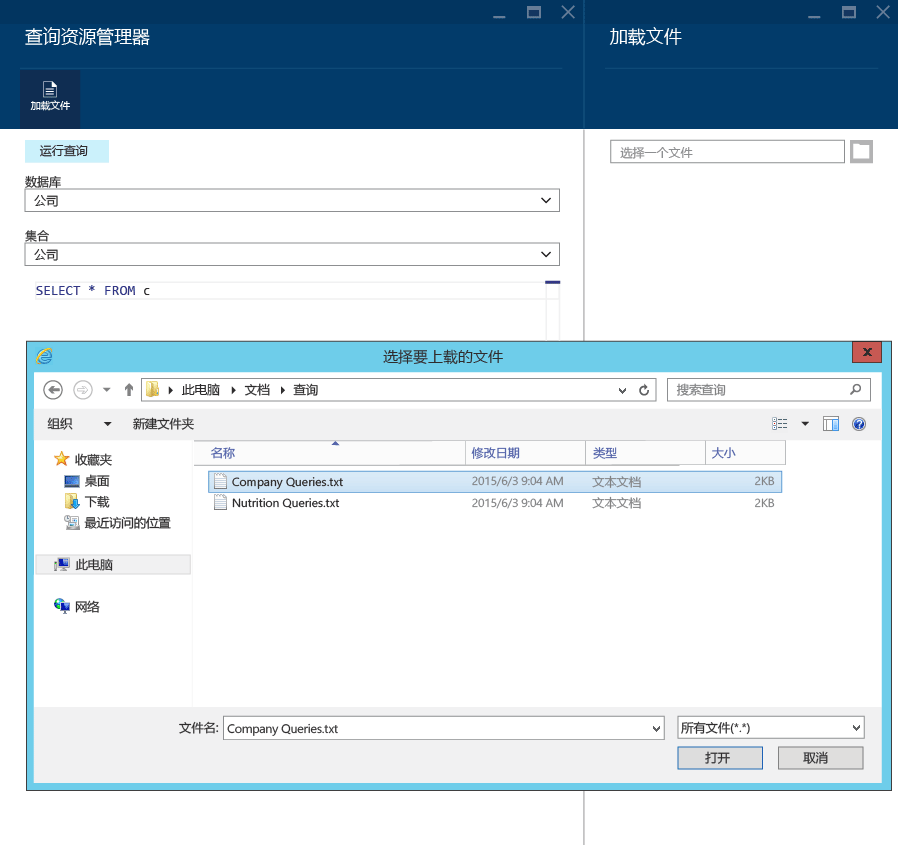 查询资源管理器
加载文件
加载文件
运行查询
选择一个文件
数据库
公司
集合
公司
SELECT * FROM c
选择要上载的文件
此电脑 文档 查询
搜索查询
组织 新建文件夹
名称 修改日期 类型 大小
收藏夹
桌面
下载
最近访问的位置
此电脑
网络
Company Queries.txt 2015/6/3 9:04 AM 文本文档 2KB
Nutrition Queries.txt 2015/6/3 9:04 AM 文本文档 2KB
文件名: Company Queries.txt 所有文件(*.*)
打开 取消